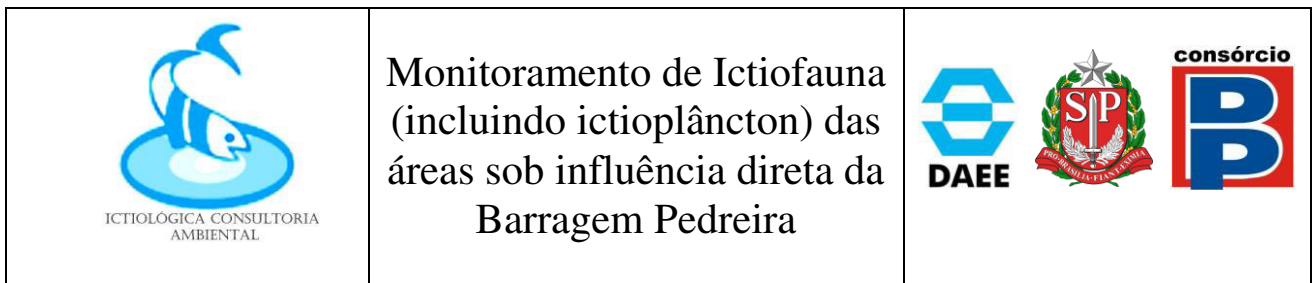 ICTIOLÓGICA CONSULTORIA
AMBIENTAL
Monitoramento de Ictiofauna
(incluindo ictioplâncton) das
áreas sob influência direta da
Barragem Pedreira
DAEE
SP
PRO·BRASILIA·FIANT·EXIMIA
consórcio
BP